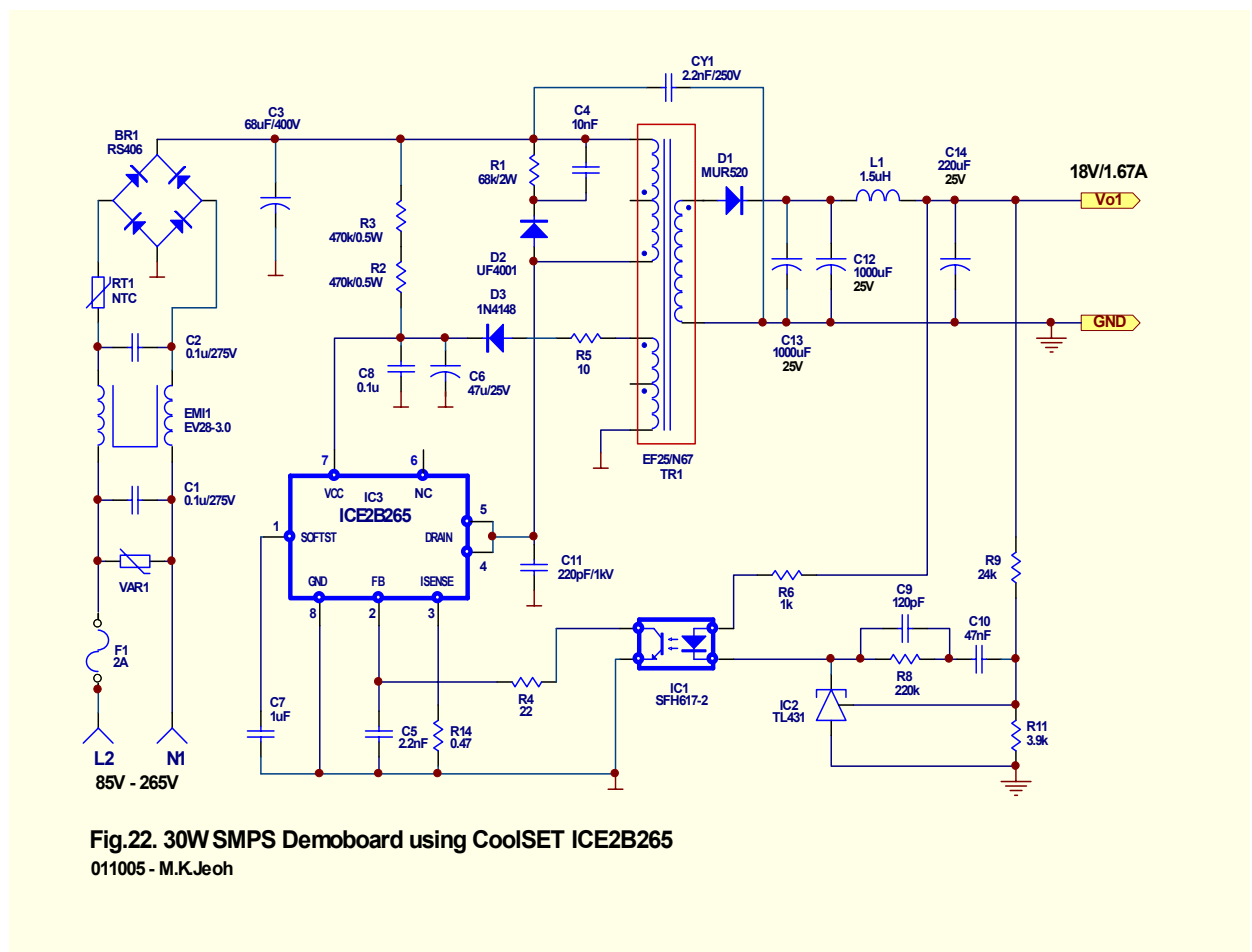 CY1
2.2nF/250V
C3
68uF/400V
C4
10nF
BR1
RS406
R1
68k/2W
D1
MUR520
L1
1.5uH
C14
220uF
25V
18V/1.67A
Vo1
R3
470k/0.5W
R2
470k/0.5W
D2
UF4001
C12
1000uF
25V
RT1
NTC
D3
1N4148
GND
C2
0.1u/275V
C8
0.1u
C6
47u/25V
R5
10
C13
1000uF
25V
EMI1
EV28-3.0
EF25/N67
TR1
7
6
VCC
NC
IC3
ICE2B265
C1
0.1u/275V
1
SOFTST
DRAIN
5
4
C11
220pF/1kV
VAR1
GND
FB
ISENSE
8
2
3
R9
24k
R6
1k
C9
120pF
C10
47nF
F1
2A
IC1
SFH617-2
R8
220k
R4
22
IC2
TL431
C7
1uF
C5
2.2nF
R14
0.47
R11
3.9k
L2
N1
85V - 265V
Fig.22. 30W SMPS Demoboard using CoolSET ICE2B265
011005 - M.K.Jeoh